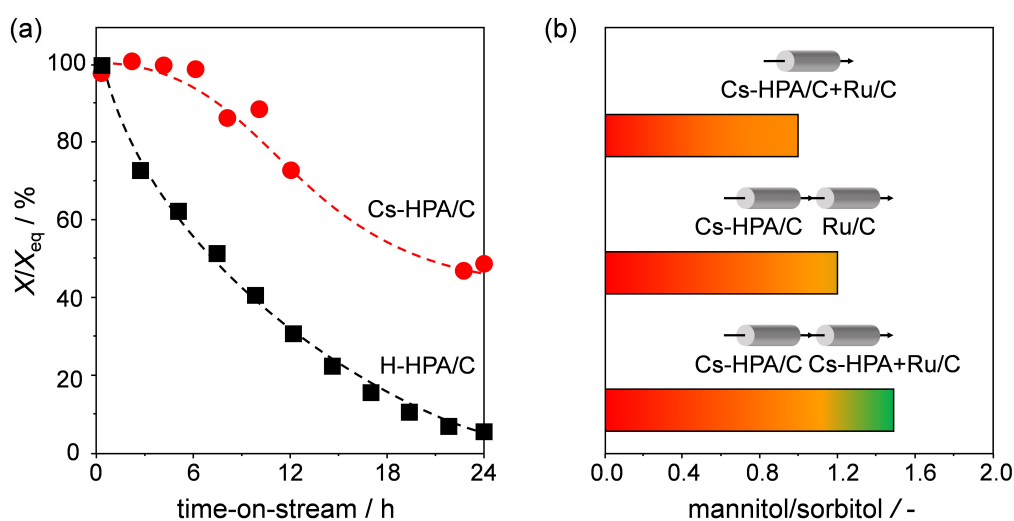 (a)
100
80
60
40
20
0
X/Xeq / %
Cs-HPA/C
H-HPA/C
0
6
12
18
24
time-on-stream / h
(b)
Cs-HPA/C+Ru/C
Cs-HPA/C
Ru/C
Cs-HPA/C
Cs-HPA+Ru/C
0.0
0.4
0.8
1.2
1.6
2.0
mannitol/sorbitol / -